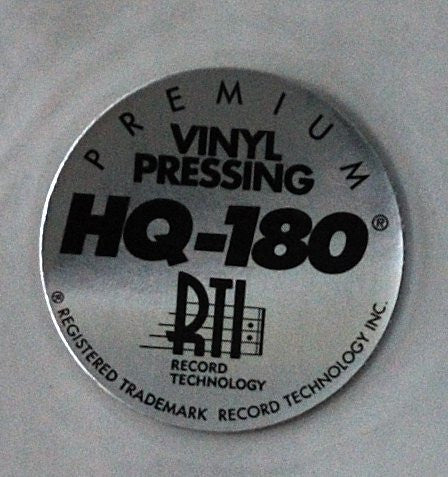 PREMIUM
VINYL
PRESSING
HQ-180®
RTI
RECORD
TECHNOLOGY
® REGISTERED TRADEMARK RECORD TECHNOLOGY INC.